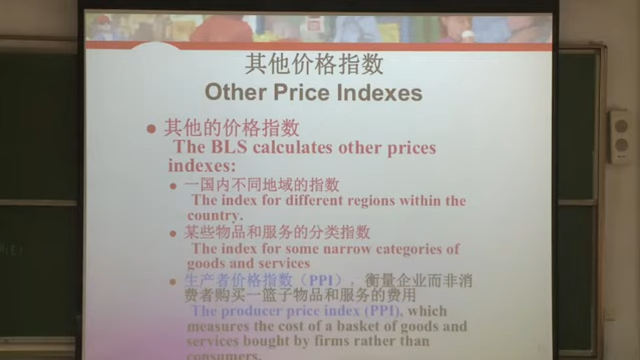 其他价格指数
Other Price Indexes
其他的价格指数
The BLS calculates other prices
indexes:
一国内不同地域的指数
The index for different regions within the
country.
某些物品和服务的分类指数
The index for some narrow categories of
goods and services
生产者价格指数（PPI），衡量企业而非消
费者购买一篮子物品和服务的费用
The producer price index (PPI), which
measures the cost of a basket of goods and
services bought by firms rather than
consumers.